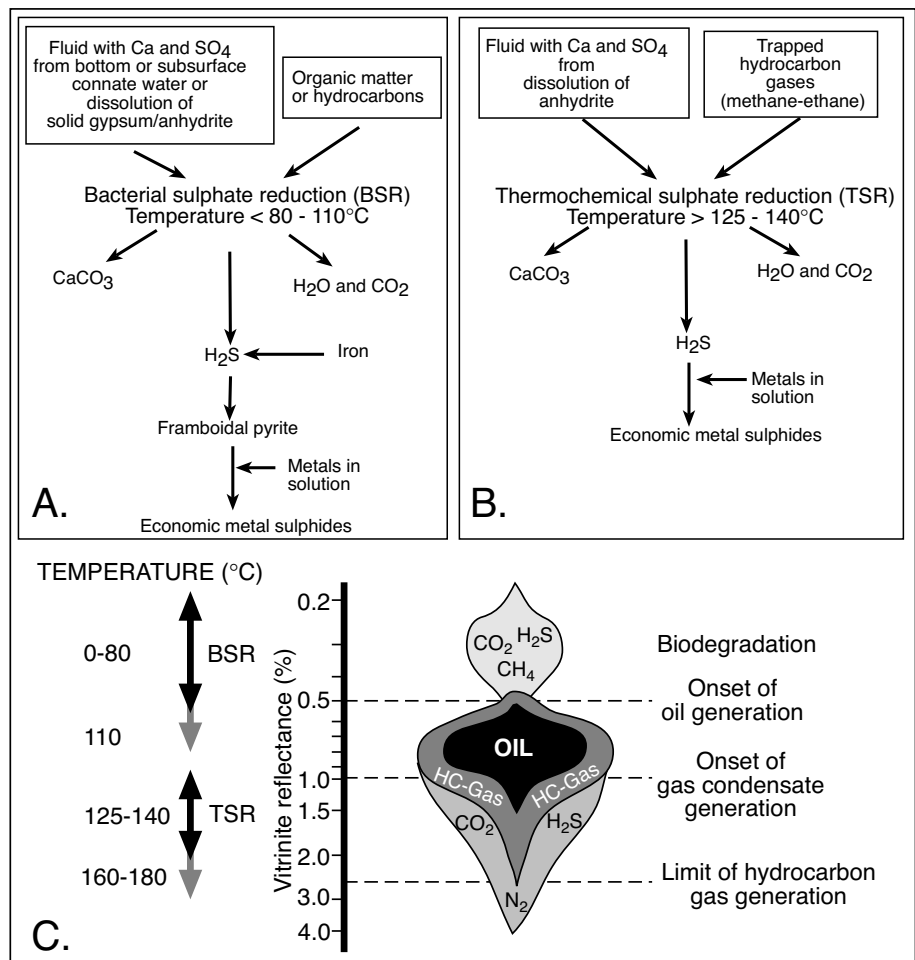 Fluid with Ca and SO4
from bottom or subsurface
connate water or
dissolution of
solid gypsum/anhydrite
Organic matter
or hydrocarbons
Bacterial sulphate reduction (BSR)
Temperature < 80 - 110°C
CaCO3
H2O and CO2
H2S
Iron
Framboidal pyrite
Metals in
solution
Economic metal sulphides
A.
Fluid with Ca and SO4
from
dissolution of
anhydrite
Trapped
hydrocarbon
gases
(methane-ethane)
Thermochemical sulphate reduction (TSR)
Temperature > 125 - 140°C
CaCO3
H2O and CO2
H2S
Metals in
solution
Economic metal sulphides
B.
TEMPERATURE (°C)
0-80
BSR
110
125-140
TSR
160-180
Vitrinite reflectance (%)
0.2
0.5
1.0
1.5
2.0
3.0
4.0
CO2 H2S
CH4
OIL
HC-Gas
HC-Gas
CO2
H2S
N2
Biodegradation
Onset of
oil generation
Onset of
gas condensate
generation
Limit of hydrocarbon
gas generation
C.